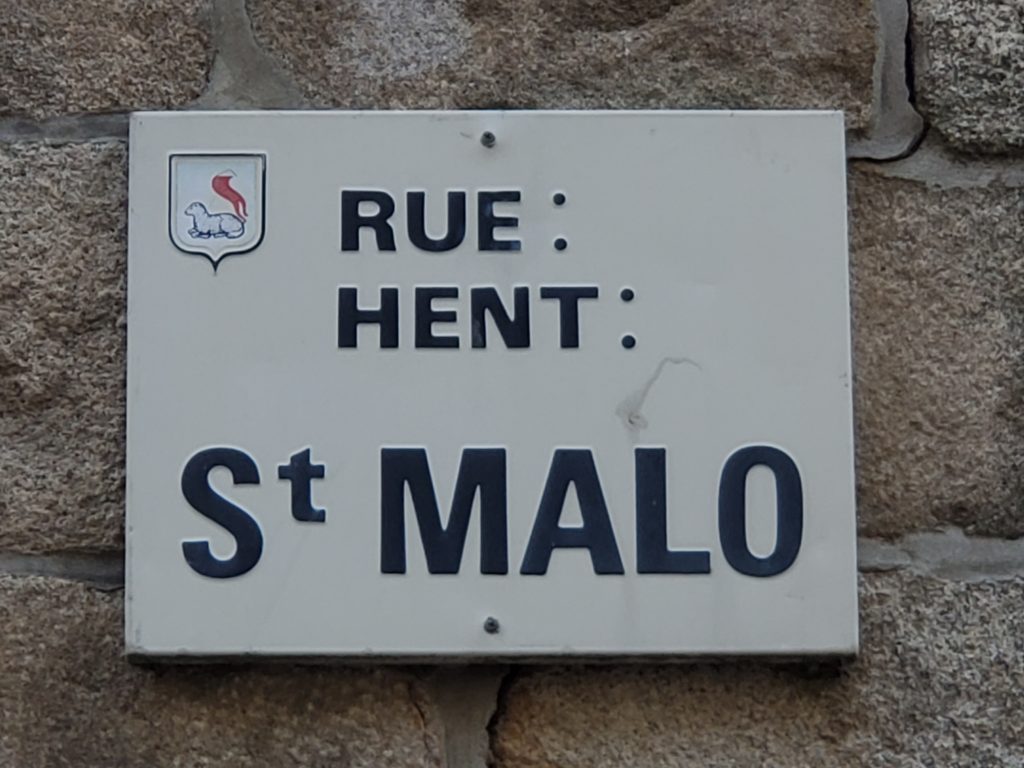 RUE :
HENT :
St MALO